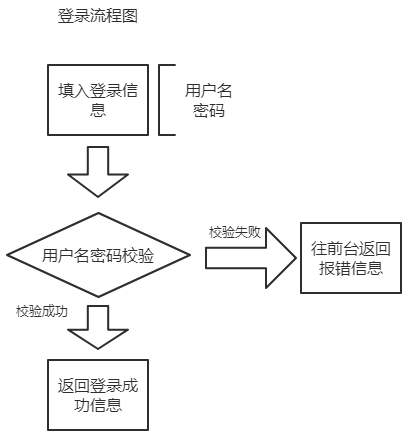 登录流程图
填入登录信
息
用户名
密码
用户名密码校验
校验失败
往前台返回
报错信息
校验成功
返回登录成
功信息